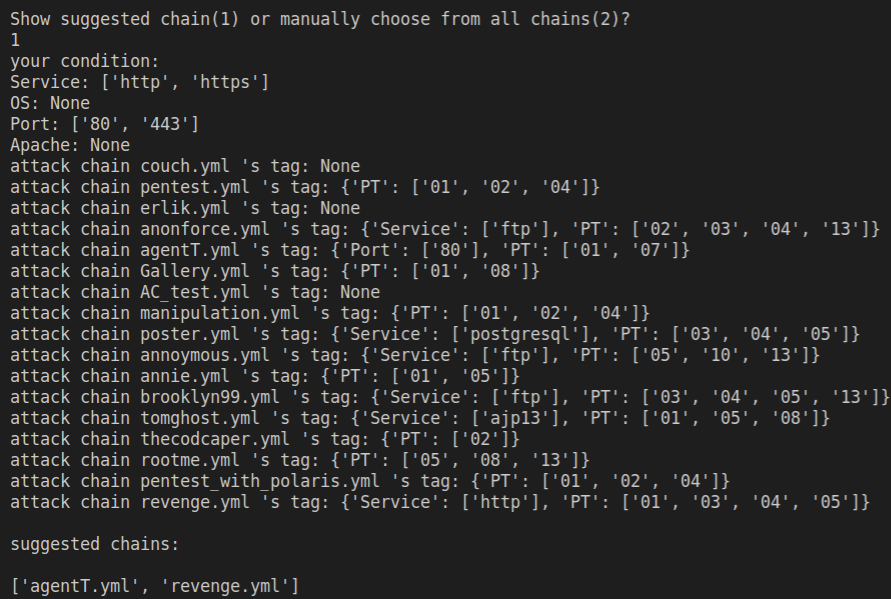 Show suggested chain(1) or manually choose from all chains(2)?
1
your condition:
Service: ['http', 'https']
OS: None
Port: ['80', '443']
Apache: None
attack chain couch.yml 's tag: None
attack chain pentest.yml 's tag: {'PT': ['01', '02', '04']}
attack chain erlik.yml 's tag: None
attack chain anonforce.yml 's tag: {'Service': ['ftp'], 'PT': ['02', '03', '04', '13']}
attack chain agentT.yml 's tag: {'Port': ['80'], 'PT': ['01', '07']}
attack chain Gallery.yml 's tag: {'PT': ['01', '08']}
attack chain AC_test.yml 's tag: None
attack chain manipulation.yml 's tag: {'PT': ['01', '02', '04']}
attack chain poster.yml 's tag: {'Service': ['postgresql'], 'PT': ['03', '04', '05']}
attack chain annoymous.yml 's tag: {'Service': ['ftp'], 'PT': ['05', '10', '13']}
attack chain annie.yml 's tag: {'PT': ['01', '05']}
attack chain brooklyn99.yml 's tag: {'Service': ['ftp'], 'PT': ['03', '04', '05', '13']}
attack chain tomghost.yml 's tag: {'Service': ['ajp13'], 'PT': ['01', '05', '08']}
attack chain thecodcaper.yml 's tag: {'PT': ['02']}
attack chain rootme.yml 's tag: {'PT': ['05', '08', '13']}
attack chain pentest_with_polaris.yml 's tag: {'PT': ['01', '02', '04']}
attack chain revenge.yml 's tag: {'Service': ['http'], 'PT': ['01', '03', '04', '05']}
suggested chains:
['agentT.yml', 'revenge.yml']